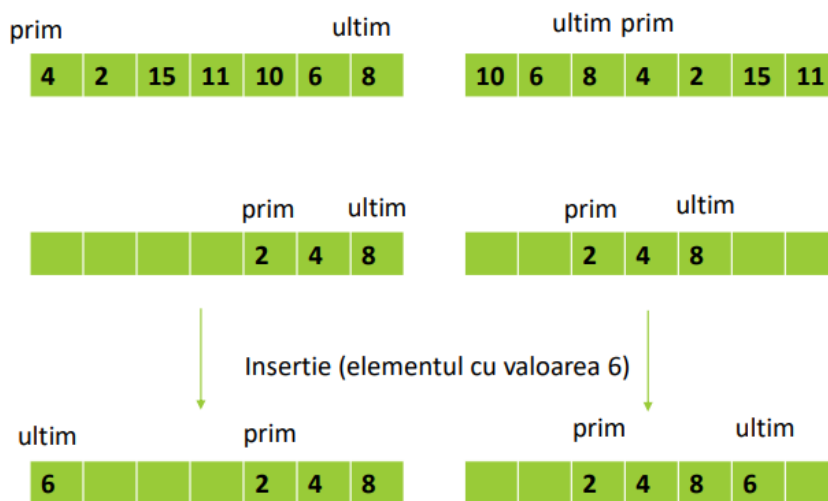 prim ultim
4 2 15 11 10 6 8
ultim prim
10 6 8 4 2 15 11
prim ultim
2 4 8
prim ultim
2 4 8
Insertie (elementul cu valoarea 6)
ultim prim
6 2 4 8
prim ultim
2 4 8 6